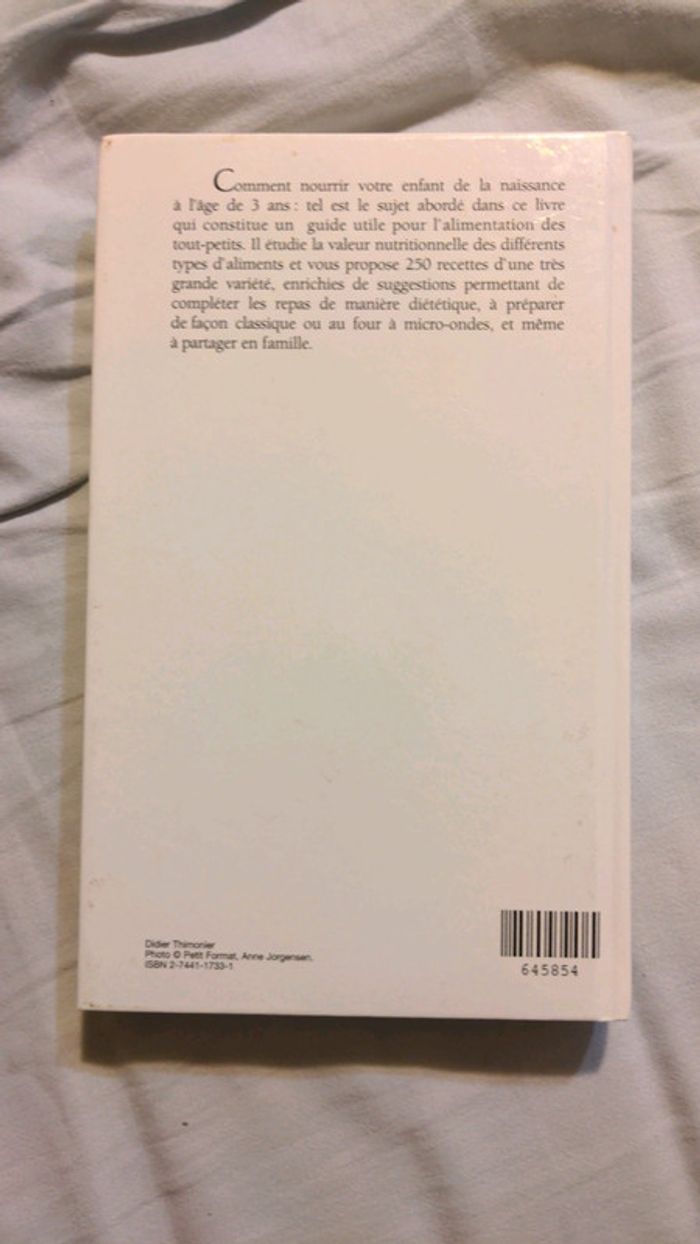 Comment nourrir votre enfant de la naissance
à l'âge de 3 ans : tel est le sujet abordé dans ce livre
qui constitue un guide utile pour l'alimentation des
tout-petits. Il étudie la valeur nutritionnelle des différents
types d'aliments et vous propose 250 recettes d'une très
grande variété, enrichies de suggestions permettant de
compléter les repas de manière diététique, à préparer
de façon classique ou au four à micro-ondes, et même
à partager en famille.
Didier Thimonier
Photo © Petit Format, Anne Jorgensen.
ISBN 2-7441-1733-1
645854